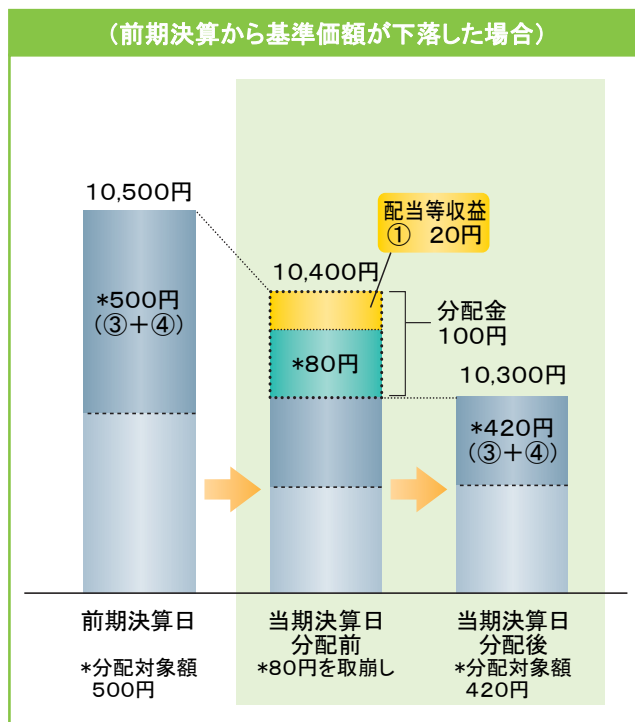 （前期決算から基準価額が下落した場合）
10,500円
配当等収益
① 20円
10,400円
*500円
（③＋④）
分配金
100円
*80円
10,300円
*420円
（③＋④）
前期決算日
*分配対象額
500円
当期決算日
分配前
*80円を取崩し
当期決算日
分配後
*分配対象額
420円